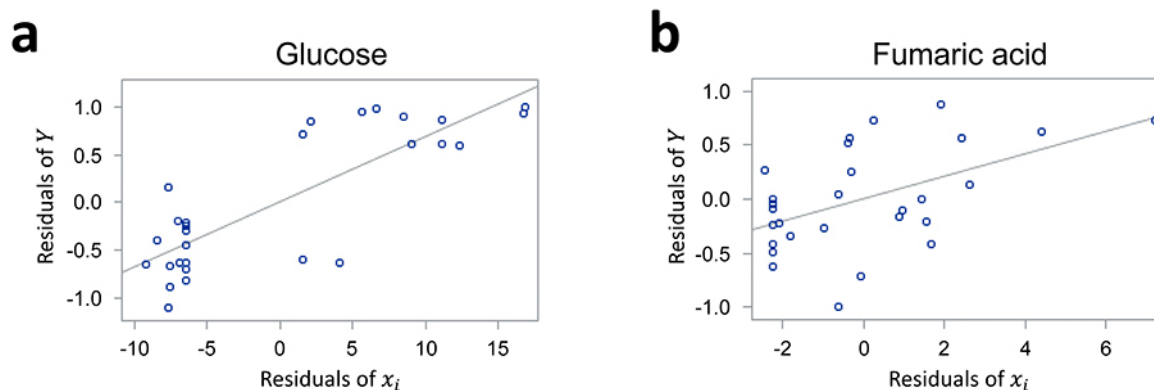 a
Glucose
Residuals of Y
1.0
0.5
0.0
-0.5
-1.0
-10 -5 0 5 10 15
Residuals of xᵢ
b
Fumaric acid
Residuals of Y
1.0
0.5
0.0
-0.5
-1.0
-2 0 2 4 6
Residuals of xᵢ